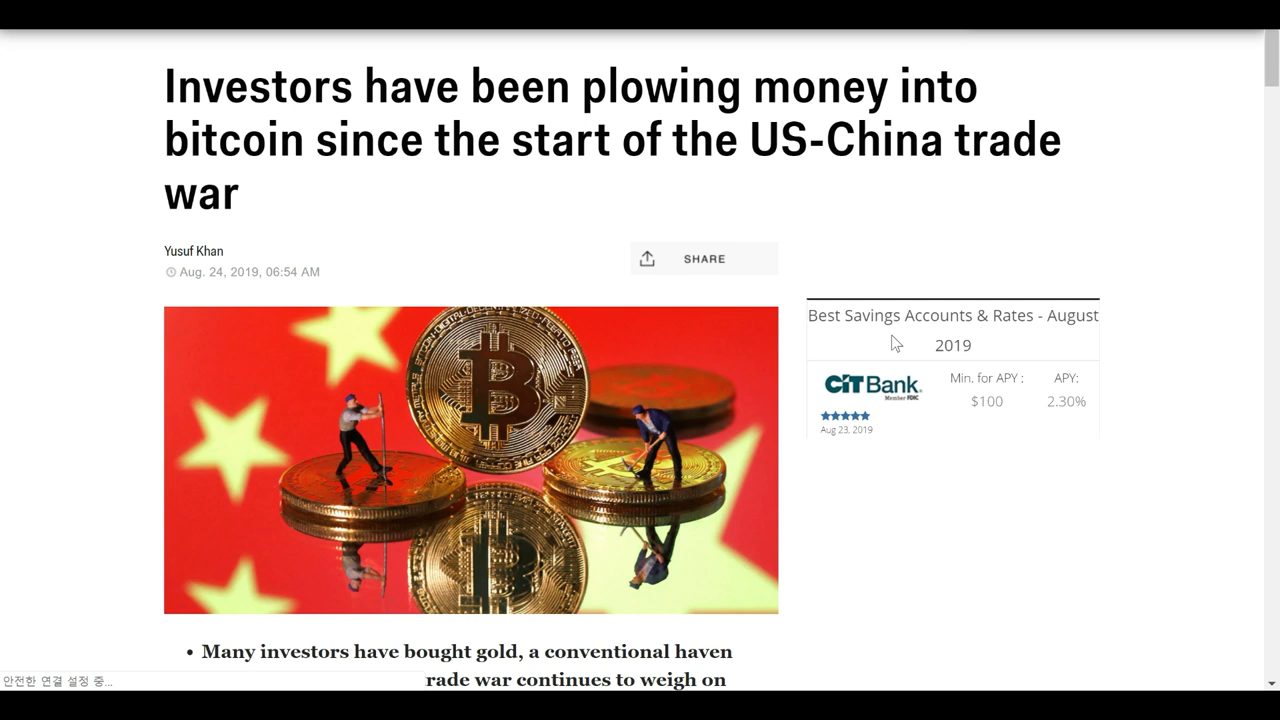 Investors have been plowing money into
bitcoin since the start of the US-China trade
war
Yusuf Khan
Aug. 24, 2019, 06:54 AM
SHARE
Best Savings Accounts & Rates - August
2019
CiT Bank
Member FDIC
Min. for APY :
APY:
$100
2.30%
Aug 23, 2019
• Many investors have bought gold, a conventional haven
rade war continues to weigh on
안전한 연결 설정 중...